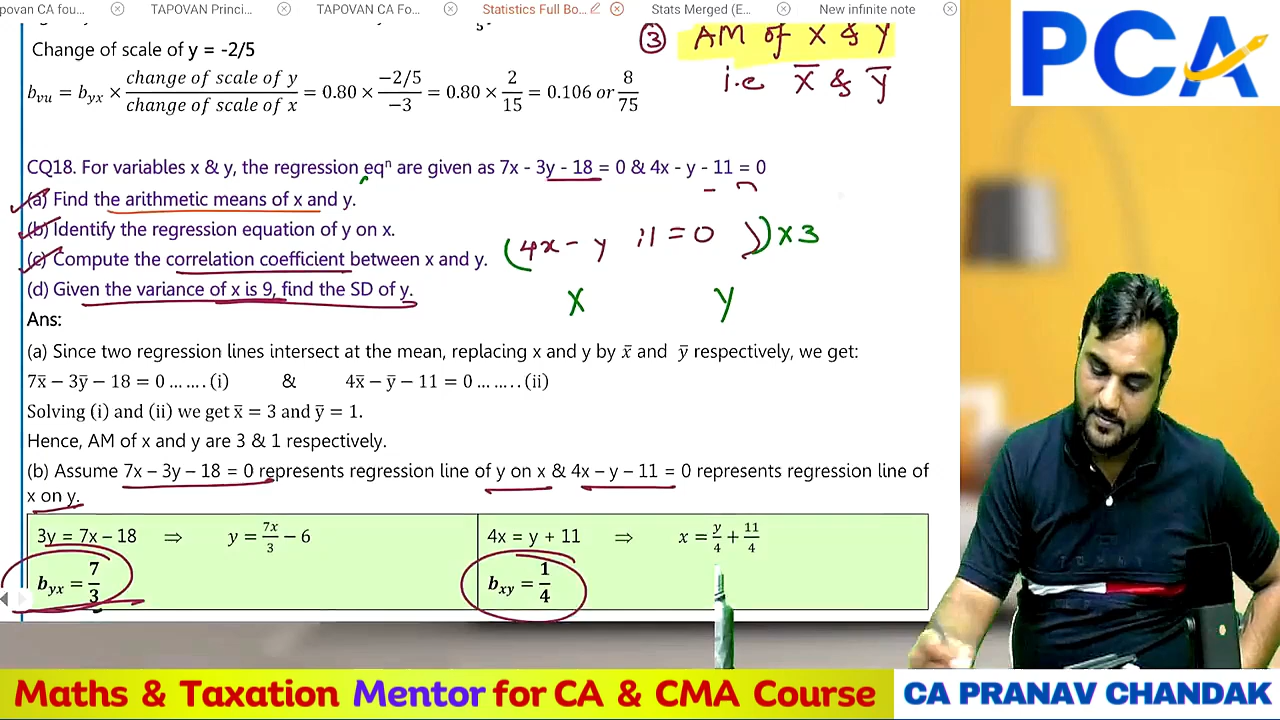 TAPOVAN CA fou...
TAPOVAN Princi...
TAPOVAN CA Fo...
Statistics Full Bo...
Stats Merged (E...
New infinite note
Change of scale of y = -2/5
b_vu = b_yx × change of scale of y / change of scale of x = 0.80 × −2/5 / −3 = 0.80 × 2/15 = 0.106 or 8/75
③ AM of X & Y
i.e X̄ & Ȳ
PCA
CQ18. For variables x & y, the regression eqⁿ are given as 7x - 3y - 18 = 0 & 4x - y - 11 = 0
(a) Find the arithmetic means of x and y.
(b) Identify the regression equation of y on x.
(c) Compute the correlation coefficient between x and y.
(d) Given the variance of x is 9, find the SD of y.
(4x - y 11 = 0 ) x 3
X Y
Ans:
(a) Since two regression lines intersect at the mean, replacing x and y by x̄ and ȳ respectively, we get:
7x̄ − 3ȳ − 18 = 0 ... ... . (i) & 4x̄ − ȳ − 11 = 0 ... ... . . (ii)
Solving (i) and (ii) we get x̄ = 3 and ȳ = 1.
Hence, AM of x and y are 3 & 1 respectively.
(b) Assume 7x − 3y − 18 = 0 represents regression line of y on x & 4x − y − 11 = 0 represents regression line of
x on y.
3y = 7x − 18 ⇒ y = 7x/3 − 6
b_yx = 7/3
4x = y + 11 ⇒ x = y/4 + 11/4
b_xy = 1/4
Maths & Taxation Mentor for CA & CMA Course
CA PRANAV CHANDAK